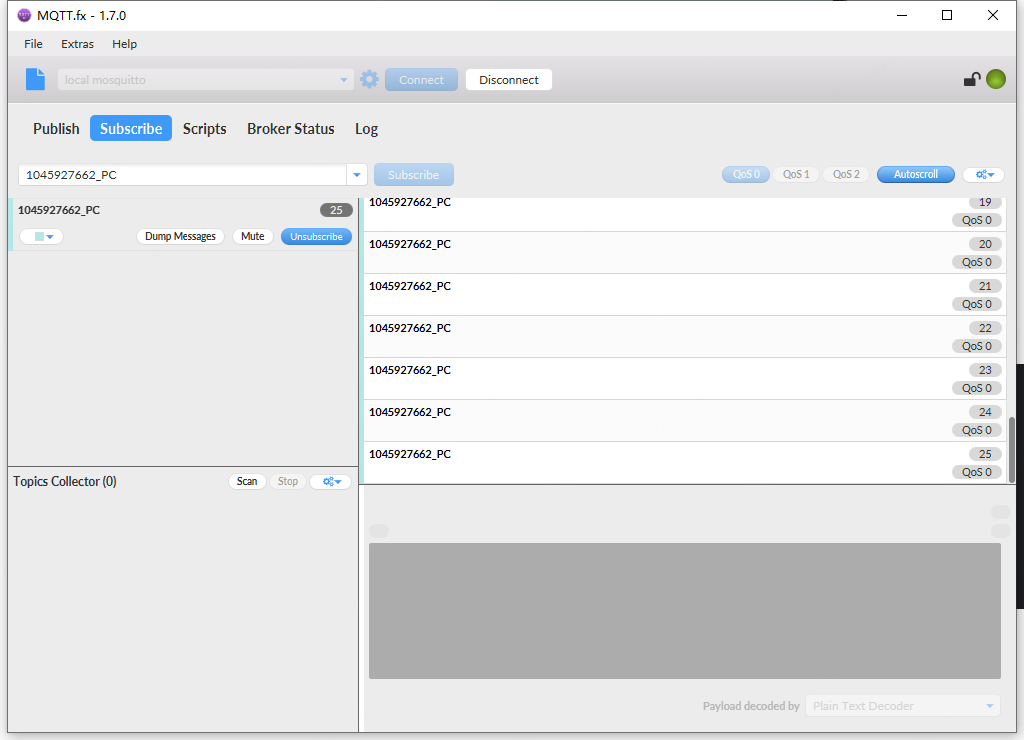 MQTT.fx - 1.7.0
File Extras Help
local mosquitto Connect Disconnect
Publish Subscribe Scripts Broker Status Log
1045927662_PC Subscribe QoS 0 QoS 1 QoS 2 Autoscroll
1045927662_PC 25
Dump Messages Mute Unsubscribe
1045927662_PC 19
QoS 0
1045927662_PC 20
QoS 0
1045927662_PC 21
QoS 0
1045927662_PC 22
QoS 0
1045927662_PC 23
QoS 0
1045927662_PC 24
QoS 0
1045927662_PC 25
QoS 0
Topics Collector (0) Scan Stop
Payload decoded by Plain Text Decoder